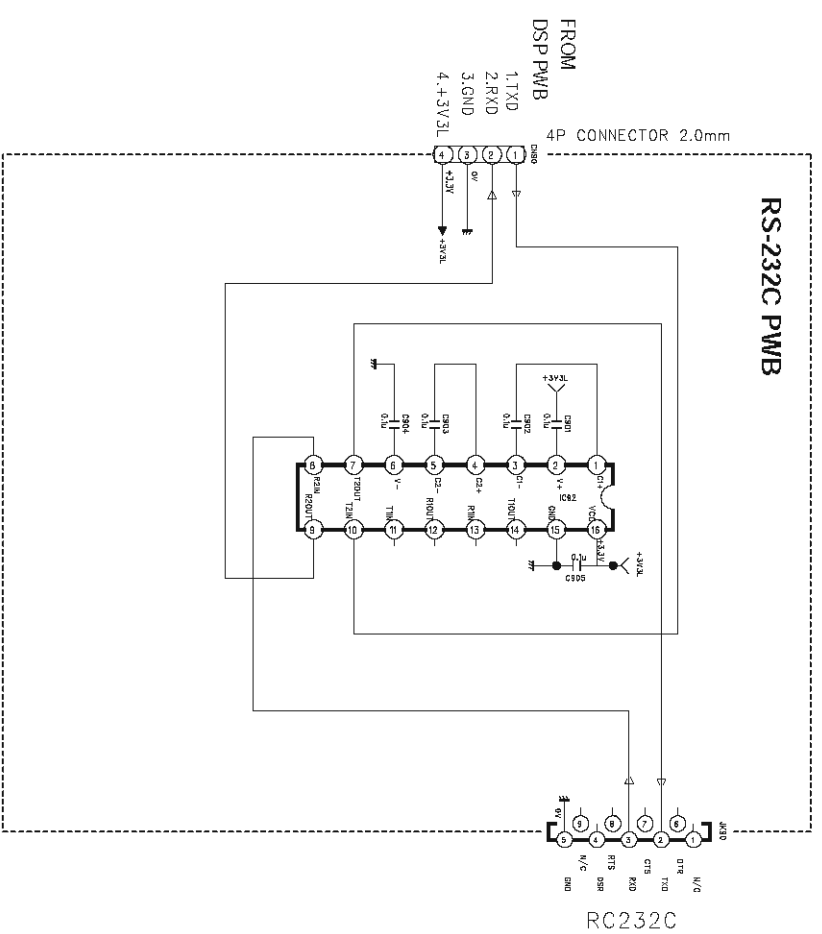 FROM
DSP PWB
1.TXD
2.RXD
3.GND
4.+3V3L
4P CONNECTOR 2.0mm
CN90
4 3 2 1
+3.3V
0V
+3V3L
RS-232C PWB
+3V3L
C904
0.1u
C903
0.1u
C902
0.1u
C901
0.1u
8 7 6 5 4 3 2 1
R2IN
T2OUT
V-
C2-
C2+
C1-
V+
C1+
IC92
R2OUT
T2IN
T1IN
R1OUT
R1IN
T1OUT
GND
VCC
9 10 11 12 13 14 15 16
+3.3V
0.1u
C905
+3V3L
JK90
0V
9 8 7 6
5 4 3 2 1
N/C
RTS
CTS
DTR
GND
DSR
RXD
TXD
N/C
RC232C